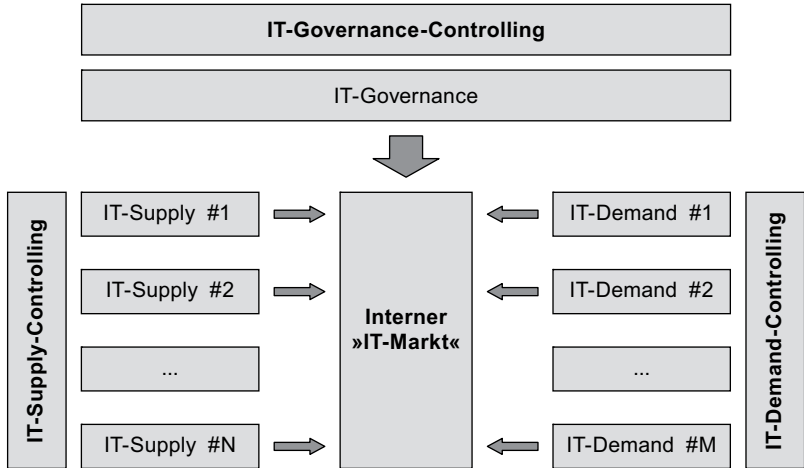 IT-Governance-Controlling
IT-Governance
IT-Supply-Controlling
IT-Supply #1
IT-Supply #2
...
IT-Supply #N
Interner
»IT-Markt«
IT-Demand #1
IT-Demand #2
...
IT-Demand #M
IT-Demand-Controlling